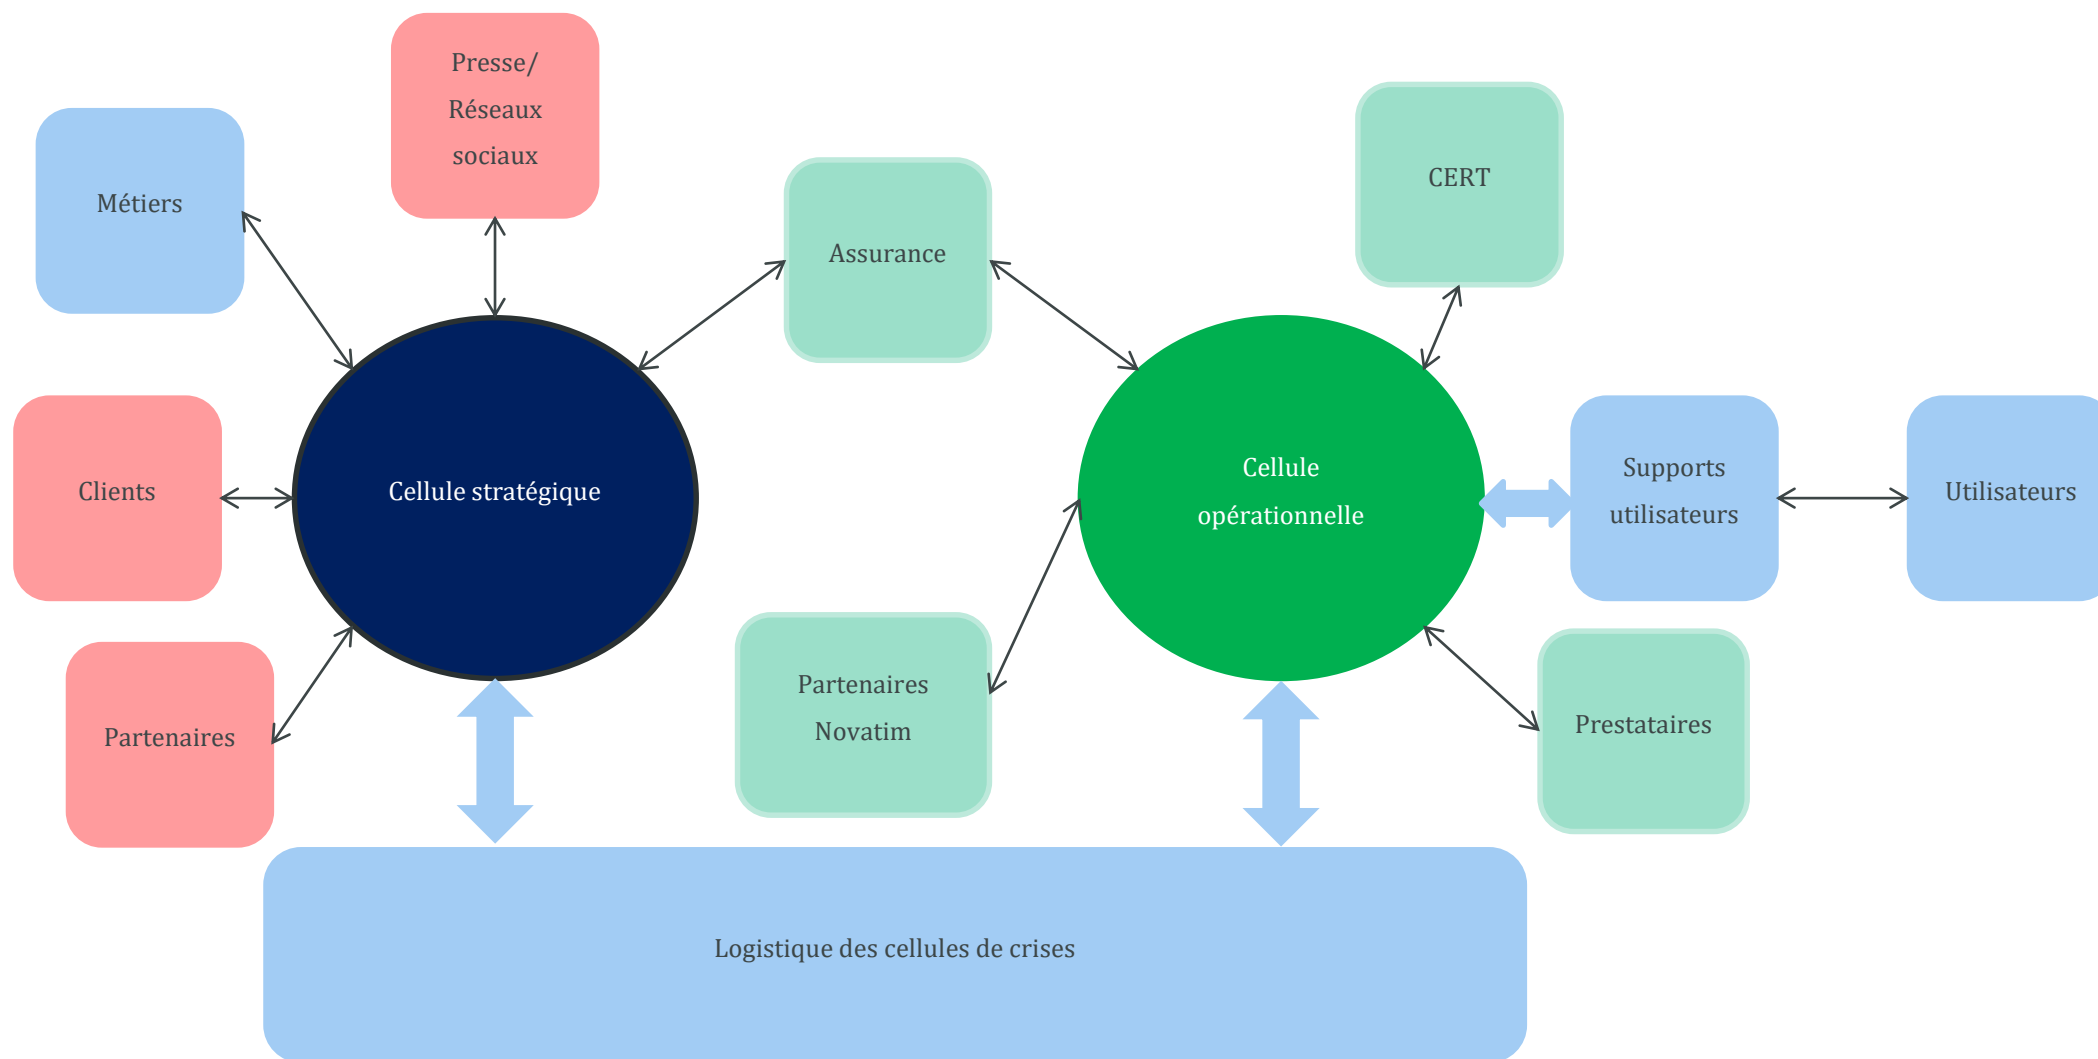 Presse/
Réseaux
sociaux
Métiers
Assurance
CERT
Clients
Cellule stratégique
Cellule
opérationnelle
Supports
utilisateurs
Utilisateurs
Partenaires
Partenaires
Novatim
Prestataires
Logistique des cellules de crises